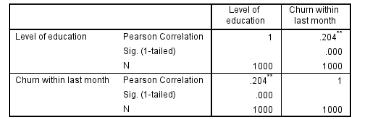 Level of education Churn within last month
Level of education Pearson Correlation 1 .204**
Sig. (1-tailed) .000
N 1000 1000
Churn within last month Pearson Correlation .204** 1
Sig. (1-tailed) .000
N 1000 1000